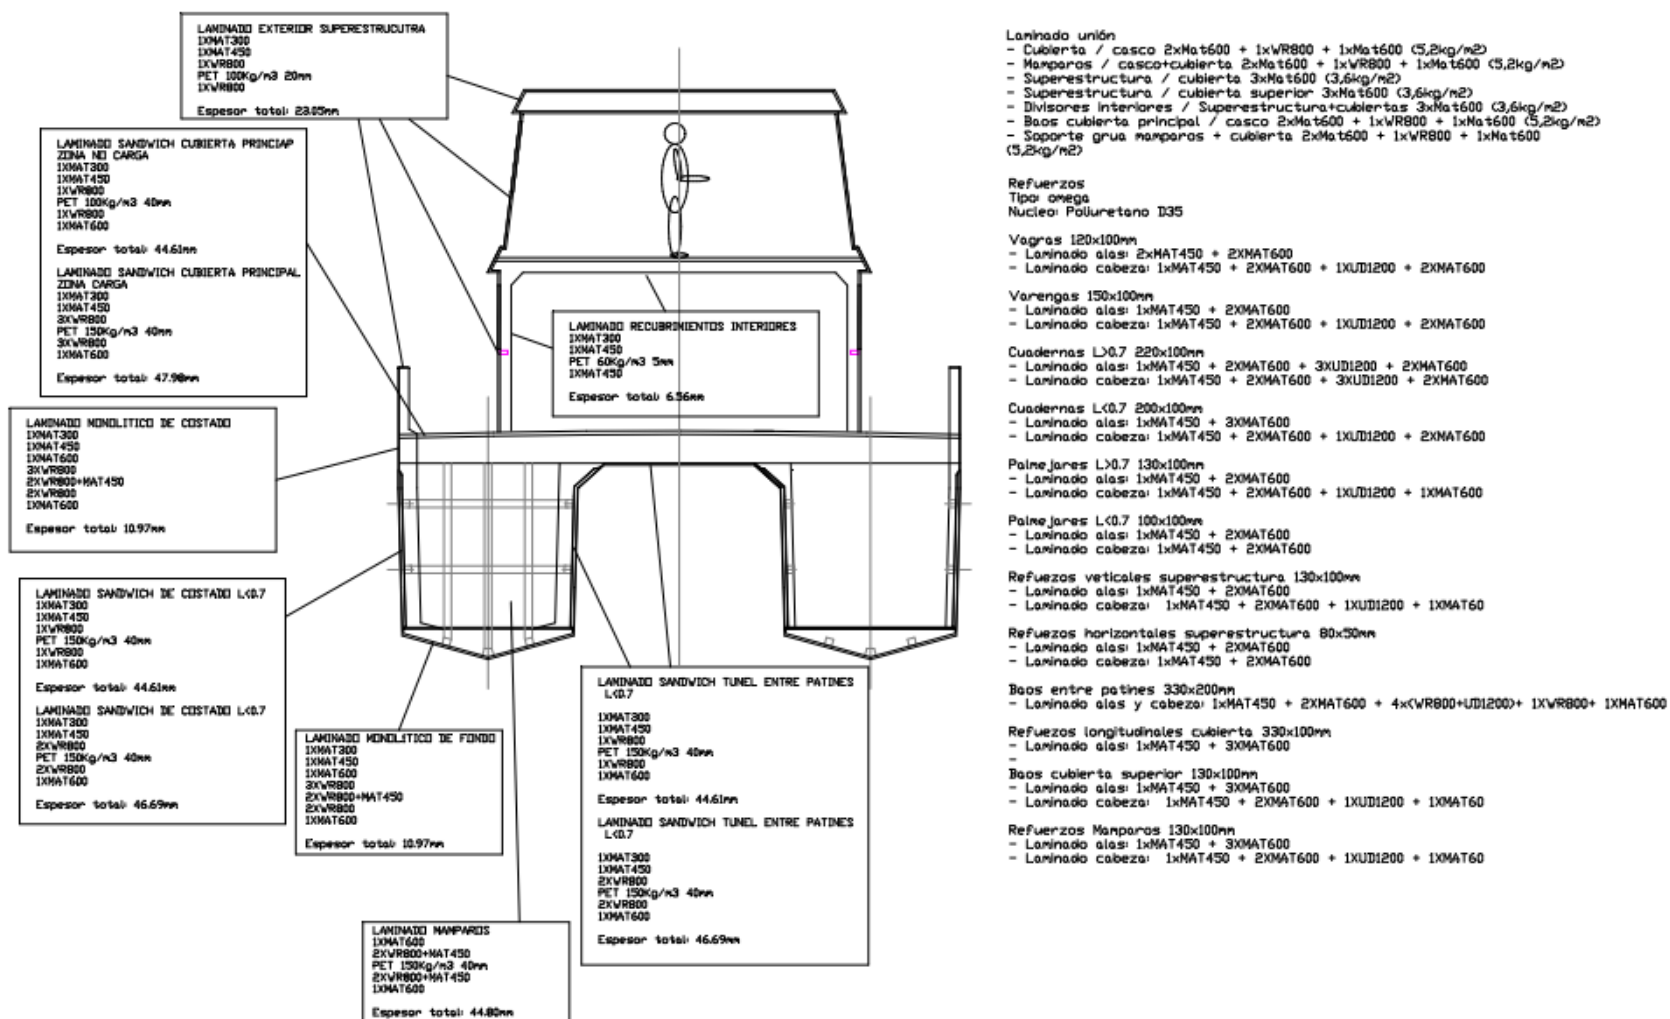 LAMINADO EXTERIOR SUPERESTRUCUTRA
1XMAT300
1XMAT450
1XWR800
PET 100Kg/m3 20mm
1XWR800
Espesor total: 23.05mm
LAMINADO SANDWICH CUBIERTA PRINCIAP
ZONA NO CARGA
1XMAT300
1XMAT450
1XWR800
PET 100Kg/m3 40mm
1XWR800
1XMAT600
Espesor total: 44.61mm
LAMINADO SANDWICH CUBIERTA PRINCIPAL
ZONA CARGA
1XMAT300
1XMAT450
3XWR800
PET 150Kg/m3 40mm
3XWR800
1XMAT600
Espesor total: 47.98mm
LAMINADO MONOLITICO DE COSTADO
1XMAT300
1XMAT450
1XMAT600
3XWR800
2XWR800+MAT450
2XWR800
1XMAT600
Espesor total: 10.97mm
LAMINADO SANDWICH DE COSTADO L<0.7
1XMAT300
1XMAT450
1XWR800
PET 150Kg/m3 40mm
1XWR800
1XMAT600
Espesor total: 44.61mm
LAMINADO SANDWICH DE COSTADO L<0.7
1XMAT300
1XMAT450
2XWR800
PET 150Kg/m3 40mm
2XWR800
1XMAT600
Espesor total: 46.69mm
LAMINADO RECUBRIMIENTOS INTERIORES
1XMAT300
1XMAT450
PET 60Kg/m3 5mm
1XMAT450
Espesor total: 6.56mm
LAMINADO MONOLITICO DE FONDO
1XMAT300
1XMAT450
1XMAT600
3XWR800
2XWR800+MAT450
2XWR800
1XMAT600
Espesor total: 10.97mm
LAMINADO SANDWICH TUNEL ENTRE PATINES
L<0.7
1XMAT300
1XMAT450
1XWR800
PET 150Kg/m3 40mm
1XWR800
1XMAT600
Espesor total: 44.61mm
LAMINADO SANDWICH TUNEL ENTRE PATINES
L<0.7
1XMAT300
1XMAT450
2XWR800
PET 150Kg/m3 40mm
2XWR800
1XMAT600
Espesor total: 46.69mm
LAMINADO MAMPAROS
1XMAT600
2XWR800+MAT450
PET 150Kg/m3 40mm
2XWR800+MAT450
1XMAT600
Espesor total: 44.80mm
Laminado unión
- Cubierta / casco 2xMat600 + 1xWR800 + 1xMat600 (5,2kg/m2)
- Mamparos / casco+cubierta 2xMat600 + 1xWR800 + 1xMat600 (5,2kg/m2)
- Superestructura / cubierta 3xMat600 (3,6kg/m2)
- Superestructura / cubierta superior 3xMat600 (3,6kg/m2)
- Divisores interiores / Superestructura+cubiertas 3xMat600 (3,6kg/m2)
- Baos cubierta principal / casco 2xMat600 + 1xWR800 + 1xMat600 (5,2kg/m2)
- Soporte grua mamparos + cubierta 2xMat600 + 1xWR800 + 1xMat600
(5,2kg/m2)
Refuerzos
Tipo: omega
Nucleo: Poliuretano D35
Vagras 120x100mm
- Laminado alas: 2xMAT450 + 2XMAT600
- Laminado cabeza: 1xMAT450 + 2XMAT600 + 1XUD1200 + 2XMAT600
Varengas 150x100mm
- Laminado alas: 1xMAT450 + 2XMAT600
- Laminado cabeza: 1xMAT450 + 2XMAT600 + 1XUD1200 + 2XMAT600
Cuadernas L>0.7 220x100mm
- Laminado alas: 1xMAT450 + 2XMAT600 + 3XUD1200 + 2XMAT600
- Laminado cabeza: 1xMAT450 + 2XMAT600 + 3XUD1200 + 2XMAT600
Cuadernas L<0.7 200x100mm
- Laminado alas: 1xMAT450 + 3XMAT600
- Laminado cabeza: 1xMAT450 + 2XMAT600 + 1XUD1200 + 2XMAT600
Palmejares L>0.7 130x100mm
- Laminado alas: 1xMAT450 + 2XMAT600
- Laminado cabeza: 1xMAT450 + 2XMAT600 + 1XUD1200 + 1XMAT600
Palmejares L<0.7 100x100mm
- Laminado alas: 1xMAT450 + 2XMAT600
- Laminado cabeza: 1xMAT450 + 2XMAT600
Refuezos veticales superestructura 130x100mm
- Laminado alas: 1xMAT450 + 2XMAT600
- Laminado cabeza: 1xMAT450 + 2XMAT600 + 1XUD1200 + 1XMAT60
Refuezos horizontales superestructura 80x50mm
- Laminado alas: 1xMAT450 + 2XMAT600
- Laminado cabeza: 1xMAT450 + 2XMAT600
Baos entre patines 330x200mm
- Laminado alas y cabeza: 1xMAT450 + 2XMAT600 + 4x(WR800+UD1200)+ 1XWR800+ 1XMAT600
Refuezos longitudinales cubierta 330x100mm
- Laminado alas: 1xMAT450 + 3XMAT600
-
Baos cubierta superior 130x100mm
- Laminado alas: 1xMAT450 + 3XMAT600
- Laminado cabeza: 1xMAT450 + 2XMAT600 + 1XUD1200 + 1XMAT60
Refuerzos Mamparos 130x100mm
- Laminado alas: 1xMAT450 + 3XMAT600
- Laminado cabeza: 1xMAT450 + 2XMAT600 + 1XUD1200 + 1XMAT60